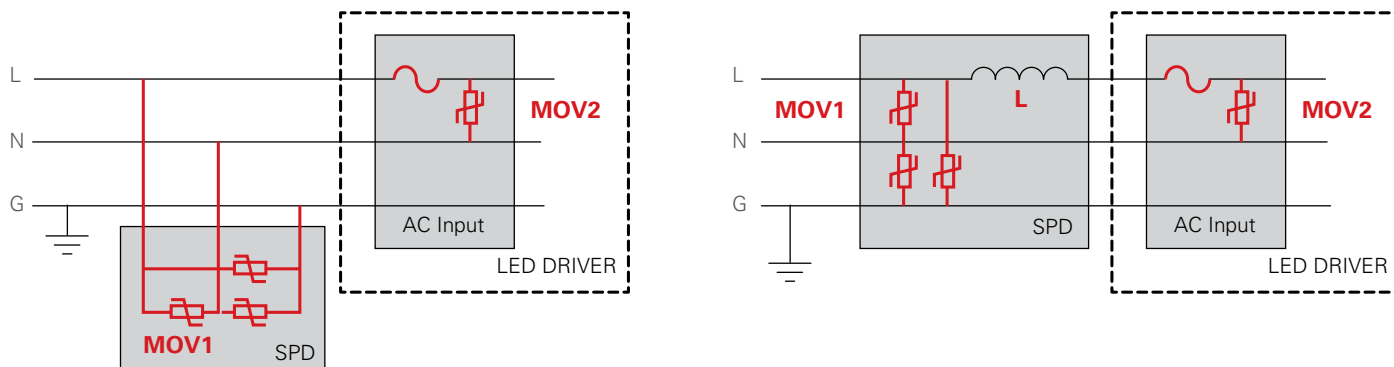 L
N
G
MOV2
AC Input
LED DRIVER
MOV1
SPD
L
N
G
MOV1
L
SPD
MOV2
AC Input
LED DRIVER